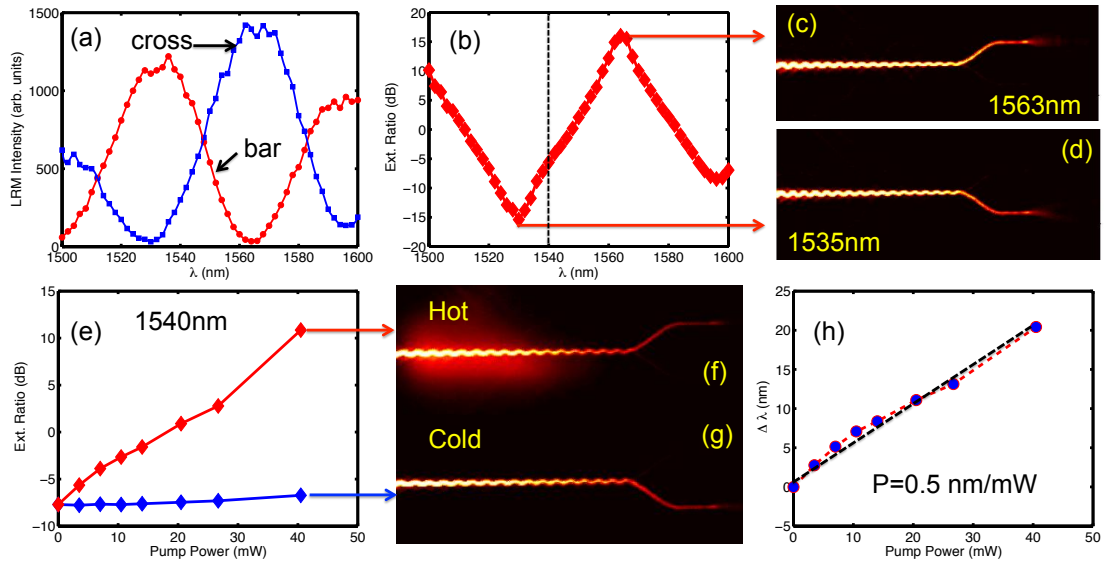 (a)
cross
bar
LRM Intensity (arb. units)
1500
1000
500
0
1500 1520 1540 1560 1580 1600
λ (nm)
(b)
Ext. Ratio (dB)
20
15
10
5
0
−5
−10
−15
−20
1500 1520 1540 1560 1580 1600
λ (nm)
(c)
1563nm
(d)
1535nm
(e)
1540nm
Ext. Ratio (dB)
15
10
5
0
−5
−10
0 10 20 30 40 50
Pump Power (mW)
Hot
(f)
Cold
(g)
(h)
Δ λ (nm)
25
20
15
10
5
0
−5
0 10 20 30 40 50
Pump Power (mW)
P=0.5 nm/mW